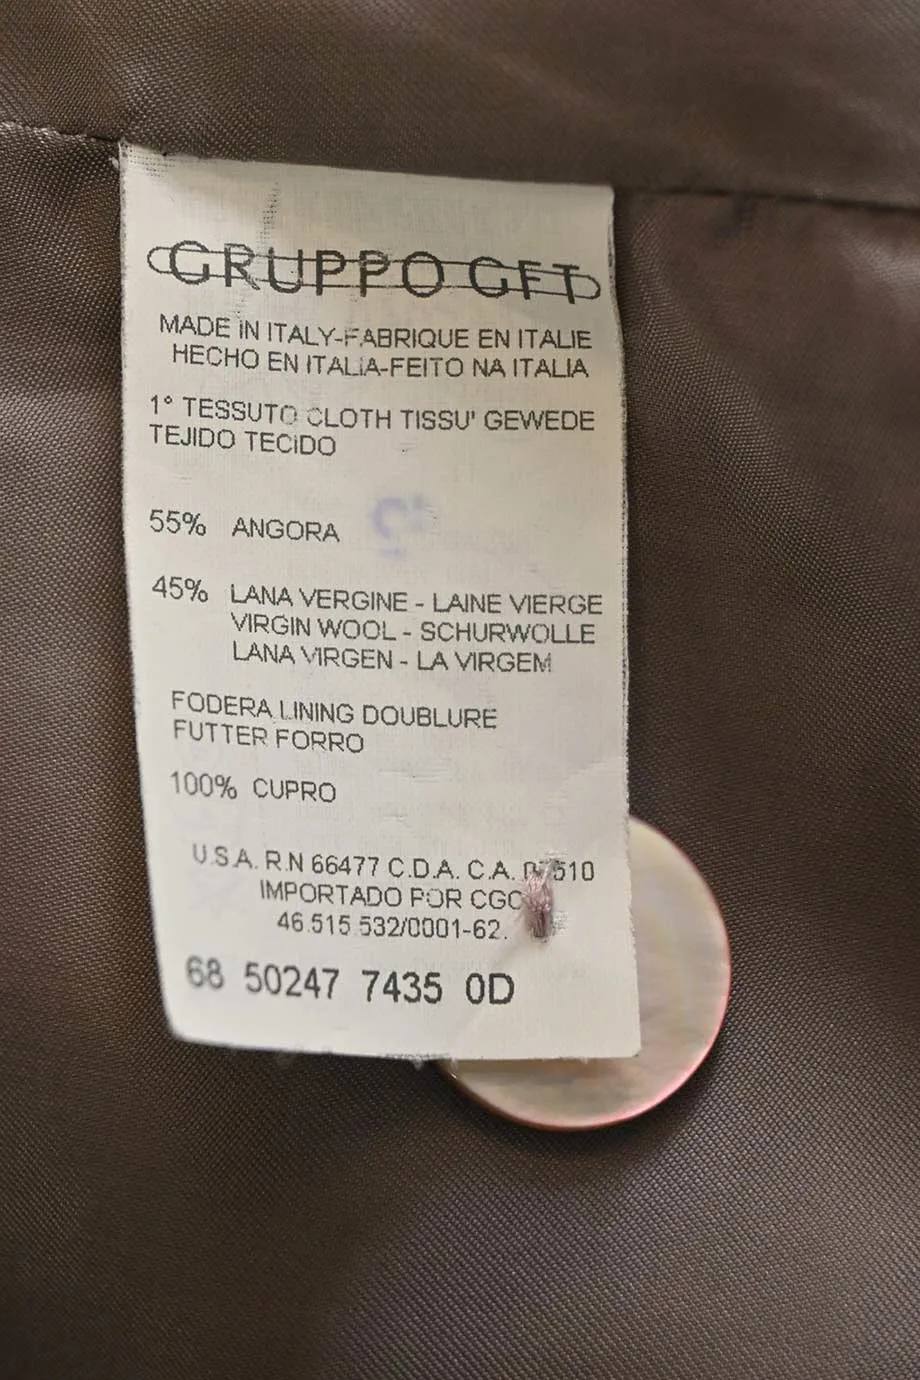 GRUPPO GFT
MADE IN ITALY-FABRIQUE EN ITALIE
HECHO EN ITALIA-FEITO NA ITALIA
1° TESSUTO CLOTH TISSU' GEWEDE
TEJIDO TECIDO
55% ANGORA
45% LANA VERGINE - LAINE VIERGE
VIRGIN WOOL - SCHURWOLLE
LANA VIRGEN - LA VIRGEM
FODERA LINING DOUBLURE
FUTTER FORRO
100% CUPRO
U.S.A. R.N 66477 C.D.A. C.A.
IMPORTADO POR CGC
46.515.532/0001-62.
68 50247 7435 0D